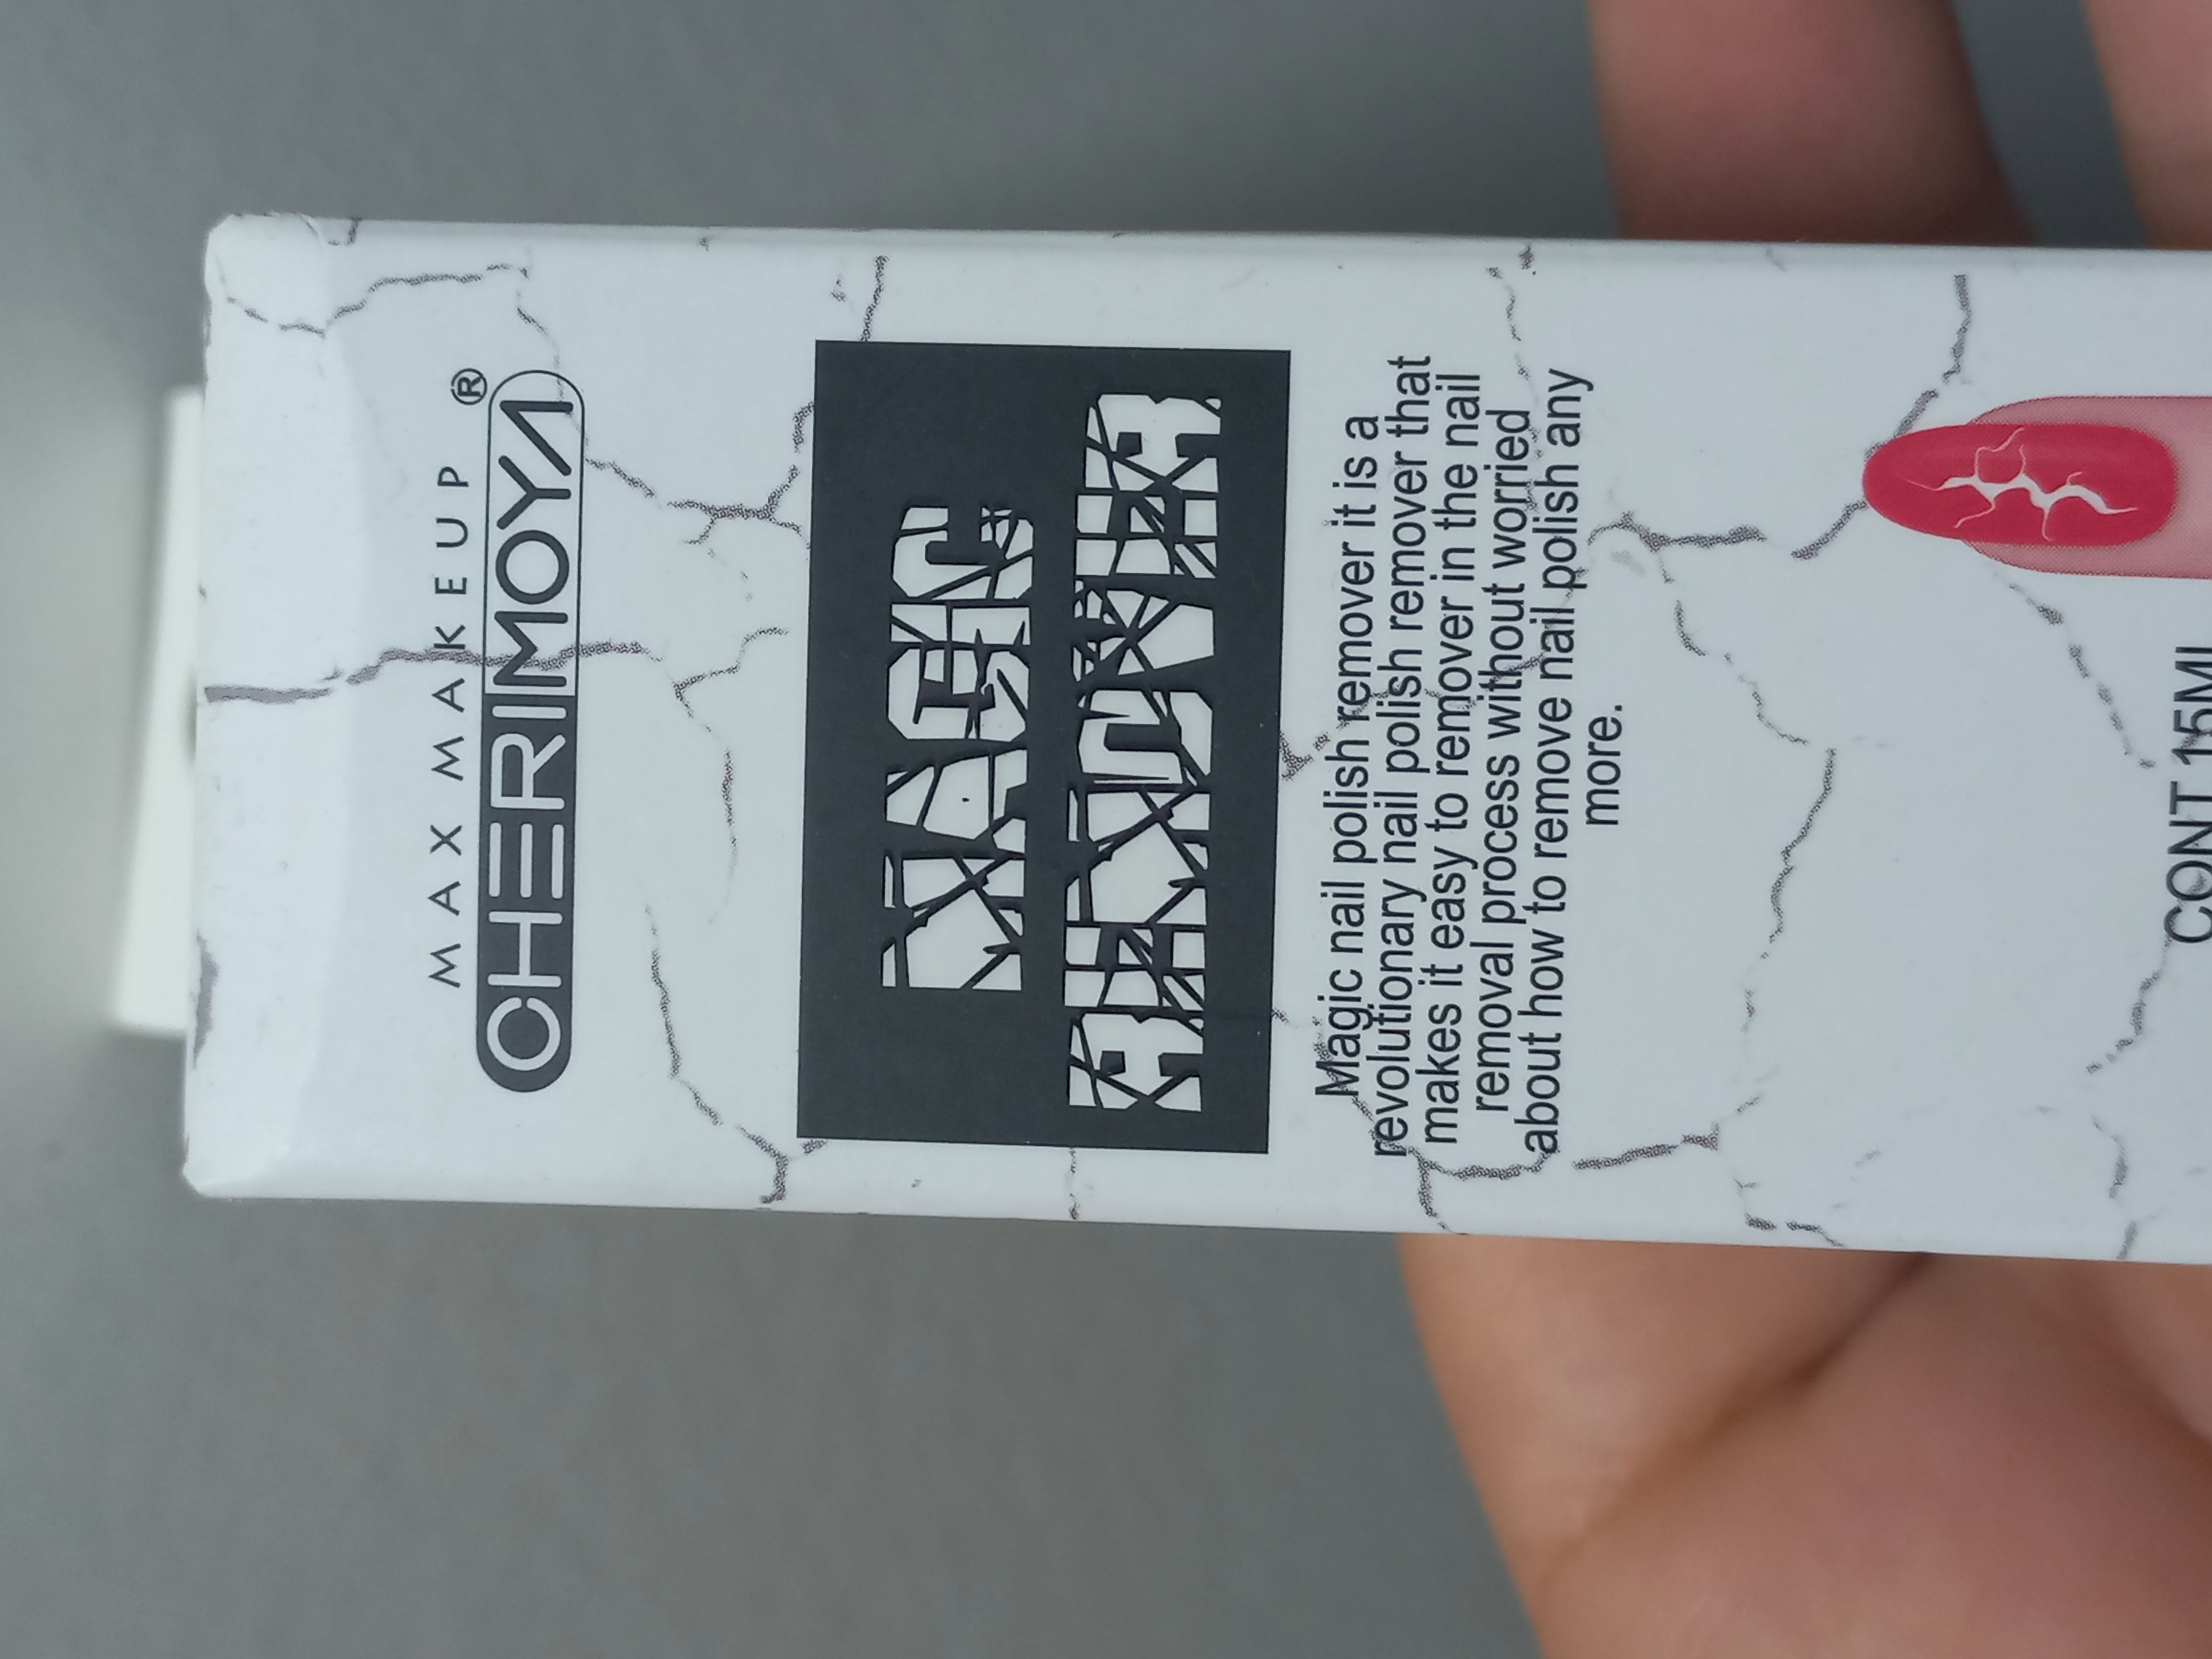 MAX MAKEUP
CHERIMOYA®
MAGIC
REMOVER
Magic nail polish remover it is a
revolutionary nail polish remover that
makes it easy to remover in the nail
removal process without worried
about how to remove nail polish any
more.
CONT 15ML